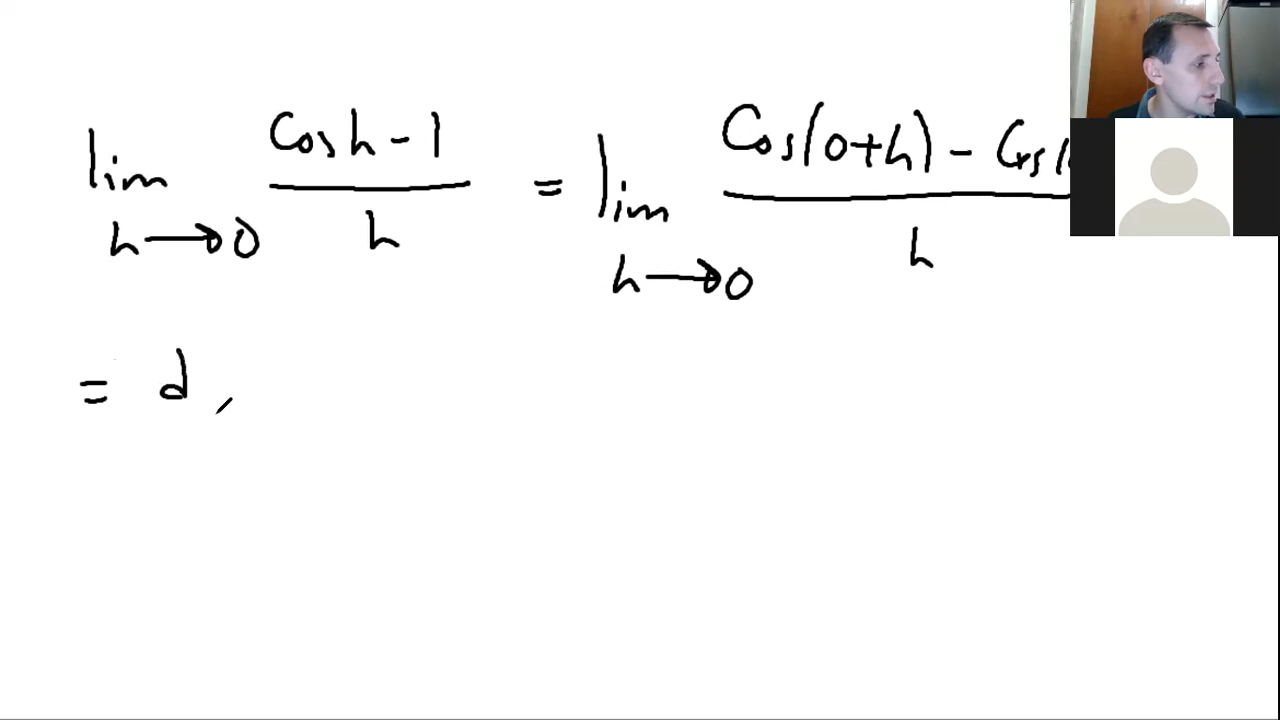 lim cos h - 1 / h = lim cos(0+h) - cos( / h
h → 0 h → 0
= d